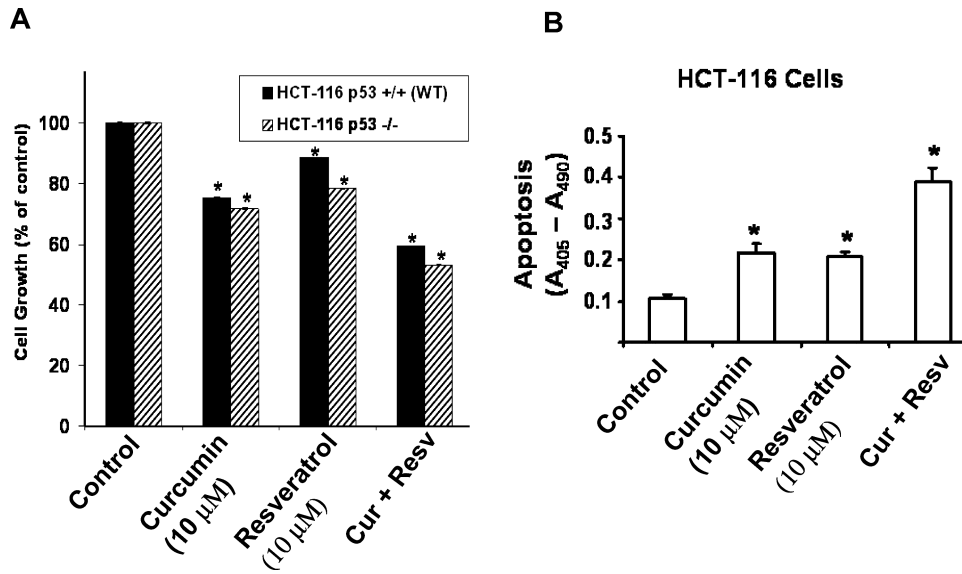 A
HCT-116 p53 +/+ (WT)
HCT-116 p53 -/-
Cell Growth (% of control)
100
80
60
40
20
0
*
*
*
*
*
*
Control
Curcumin
(10 µM)
Resveratrol
(10 µM)
Cur + Resv
B
HCT-116 Cells
Apoptosis
(A405 – A490)
0.5
0.4
0.3
0.2
0.1
*
*
*
Control
Curcumin
(10 µM)
Resveratrol
(10 µM)
Cur + Resv